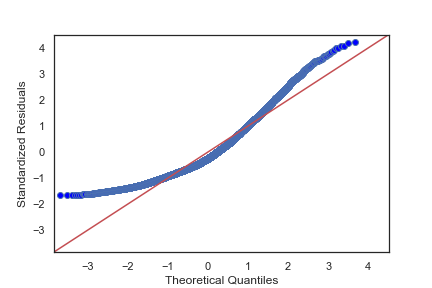 4
3
2
1
0
−1
−2
−3
Standardized Residuals
−3 −2 −1 0 1 2 3 4
Theoretical Quantiles